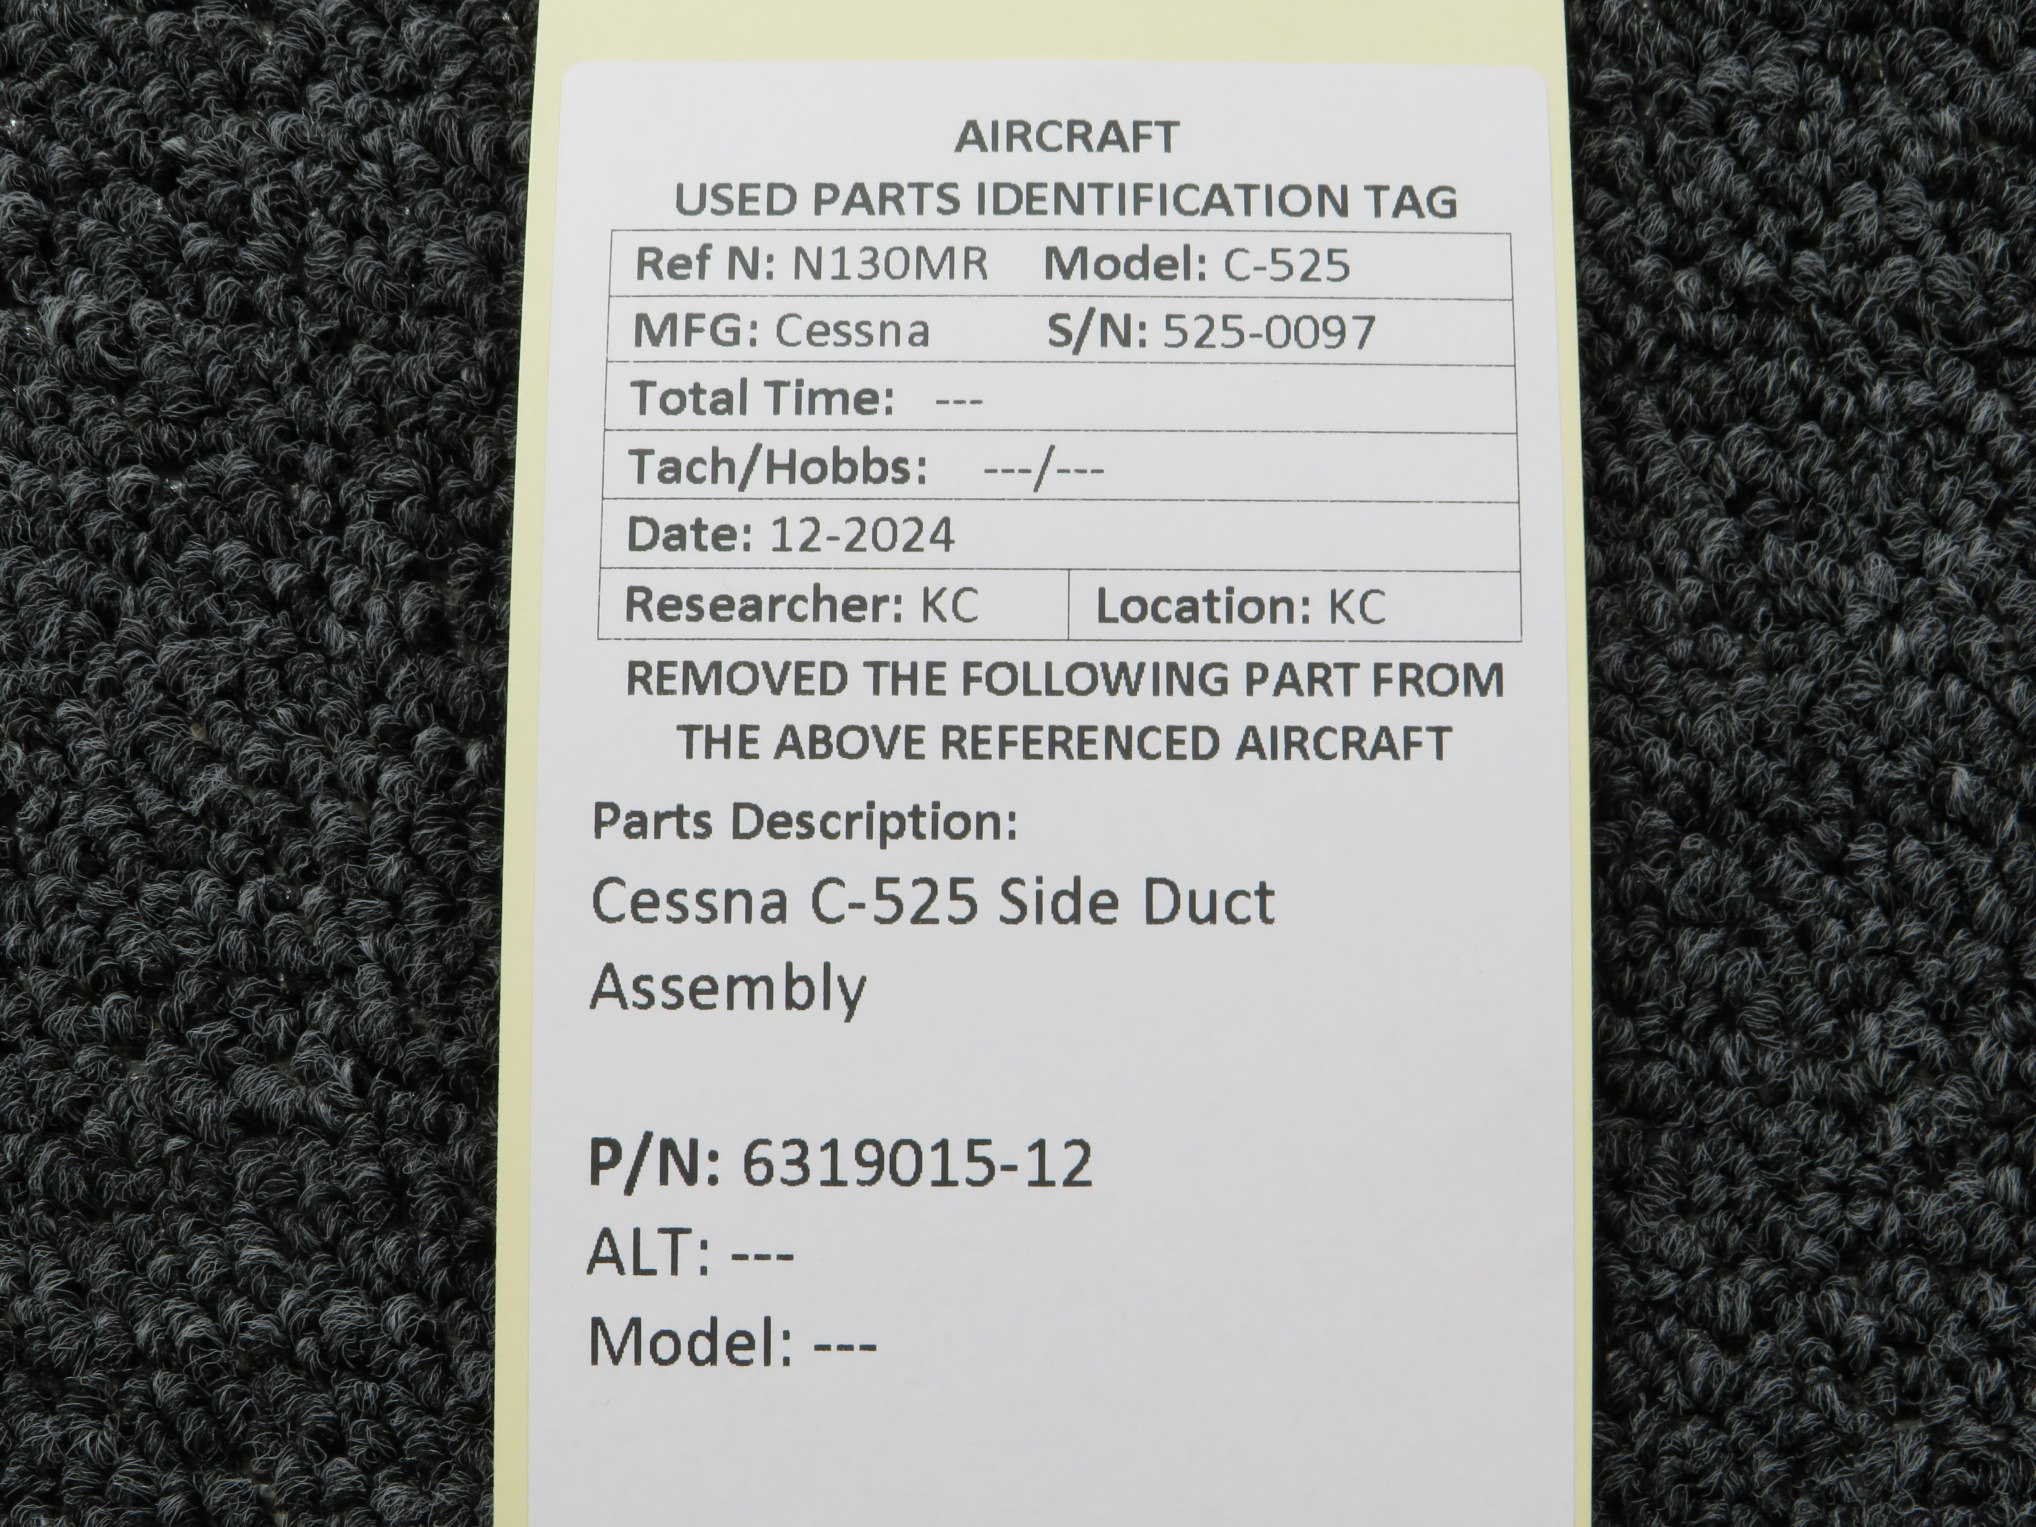 AIRCRAFT
USED PARTS IDENTIFICATION TAG
Ref N: N130MR Model: C-525
MFG: Cessna S/N: 525-0097
Total Time: ---
Tach/Hobbs: ---/---
Date: 12-2024
Researcher: KC Location: KC
REMOVED THE FOLLOWING PART FROM
THE ABOVE REFERENCED AIRCRAFT
Parts Description:
Cessna C-525 Side Duct
Assembly
P/N: 6319015-12
ALT: ---
Model: ---